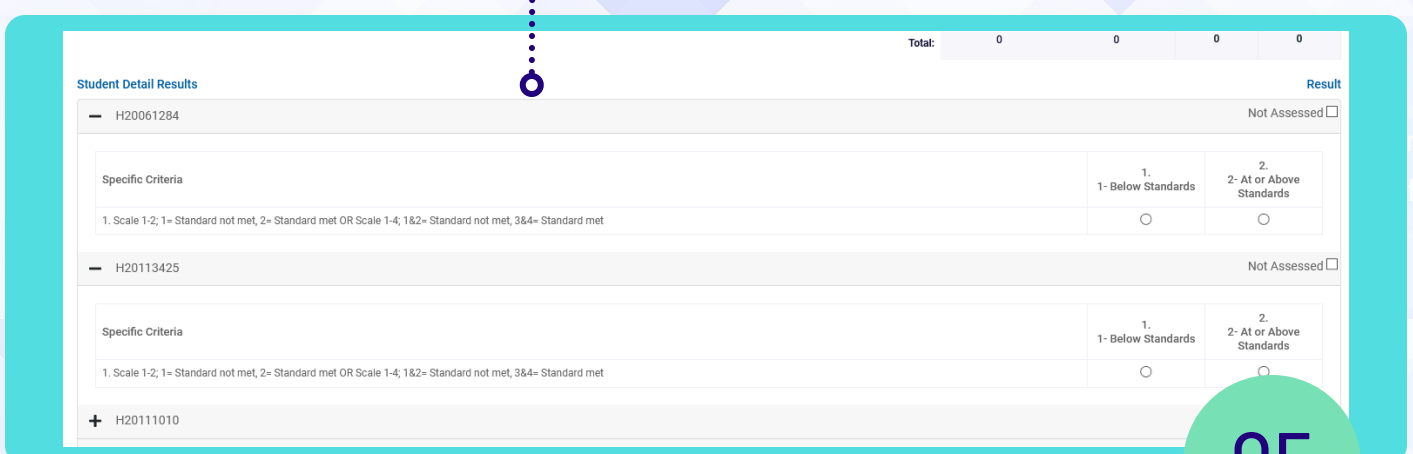 Total: 0 0 0 0
Student Detail Results Result
H20061284 Not Assessed
Specific Criteria 1. 1- Below Standards 2. 2- At or Above Standards
1. Scale 1-2; 1= Standard not met, 2= Standard met OR Scale 1-4; 1&2= Standard not met, 3&4= Standard met
H20113425 Not Assessed
Specific Criteria 1. 1- Below Standards 2. 2- At or Above Standards
1. Scale 1-2; 1= Standard not met, 2= Standard met OR Scale 1-4; 1&2= Standard not met, 3&4= Standard met
H20111010